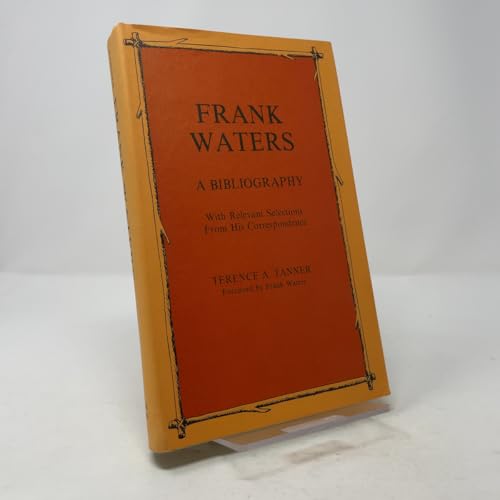 FRANK
WATERS
A BIBLIOGRAPHY
With Relevant Selections
From His Correspondence
TERENCE A. TANNER
Foreword by Frank Waters